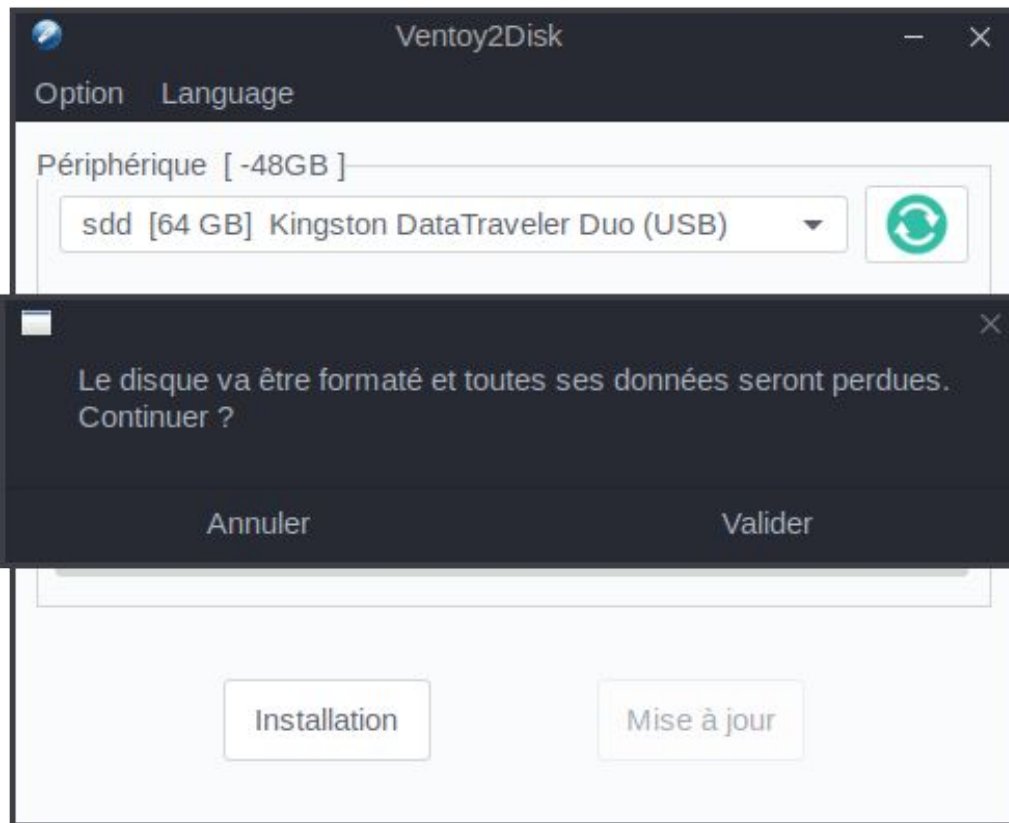 Ventoy2Disk
Option Language
Périphérique [ -48GB ]
sdd [64 GB] Kingston DataTraveler Duo (USB)
Le disque va être formaté et toutes ses données seront perdues.
Continuer ?
Annuler Valider
Installation Mise à jour